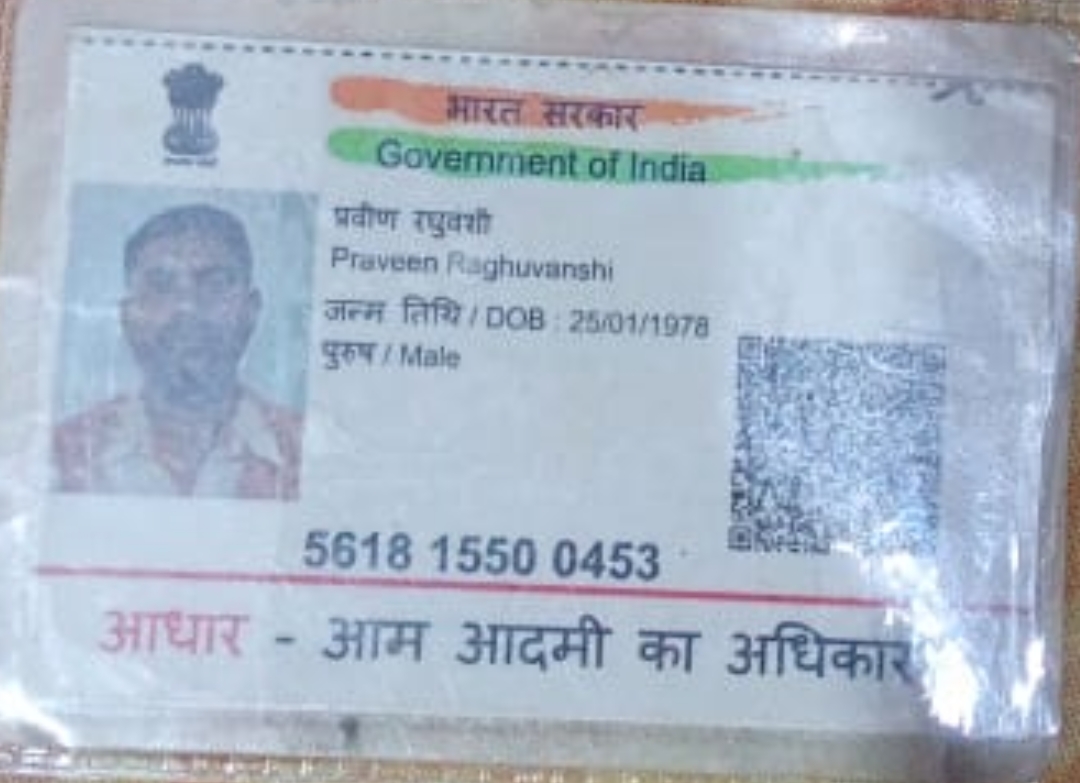 भारत सरकार
Government of India
प्रवीण रघुवंशी
Praveen Raghuvanshi
जन्म तिथि / DOB : 25/01/1978
पुरुष / Male
5618 1550 0453
आधार - आम आदमी का अधिकार